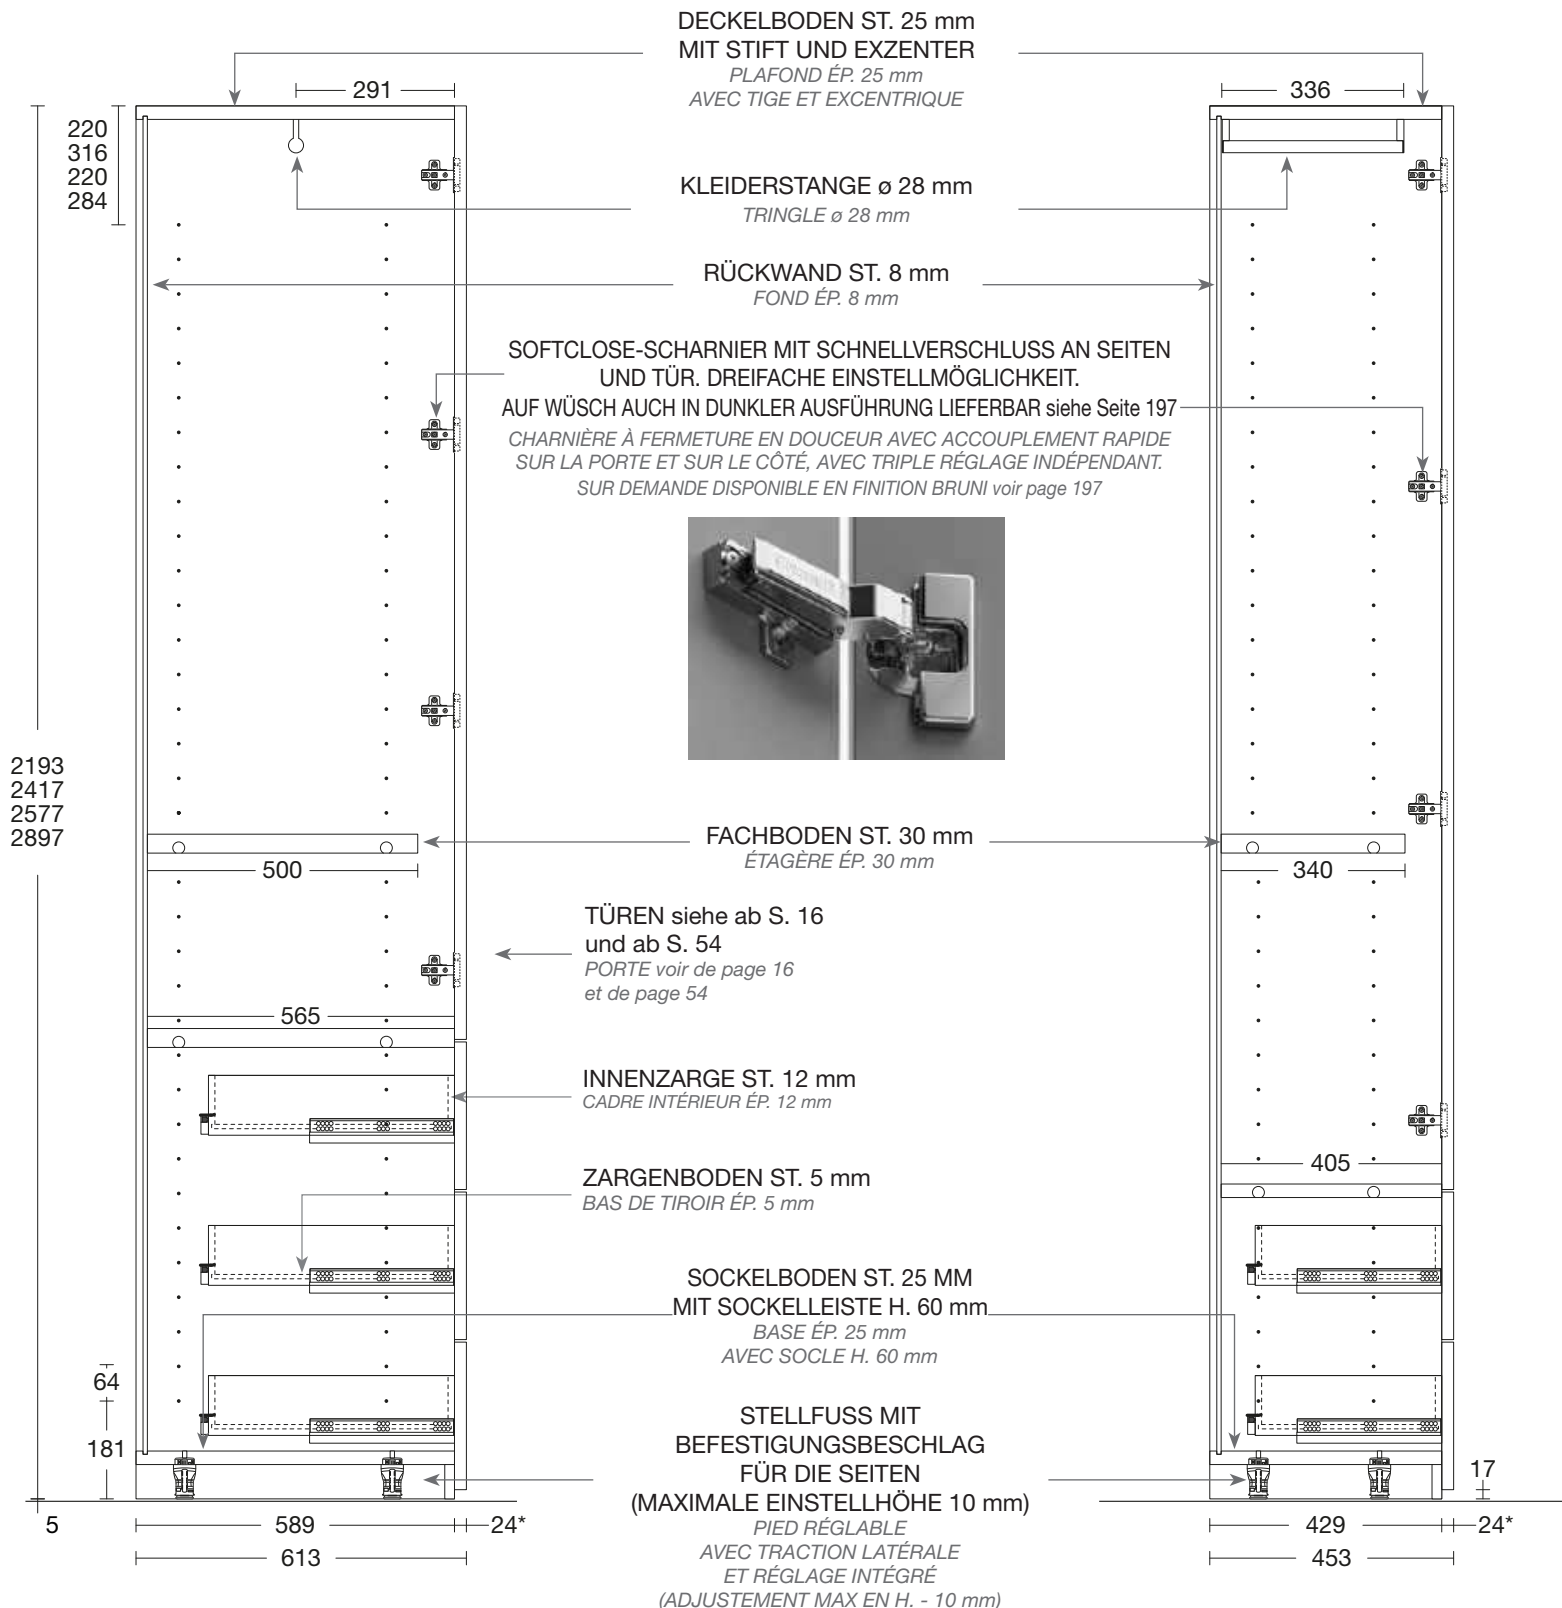 DECKELBODEN ST. 25 mm
MIT STIFT UND EXZENTER
PLAFOND ÉP. 25 mm
AVEC TIGE ET EXCENTRIQUE
291
336
220
316
220
284
KLEIDERSTANGE ø 28 mm
TRINGLE ø 28 mm
RÜCKWAND ST. 8 mm
FOND ÉP. 8 mm
SOFTCLOSE-SCHARNIER MIT SCHNELLVERSCHLUSS AN SEITEN
UND TÜR. DREIFACHE EINSTELLMÖGLICHKEIT.
AUF WÜSCH AUCH IN DUNKLER AUSFÜHRUNG LIEFERBAR siehe Seite 197
CHARNIÈRE À FERMETURE EN DOUCEUR AVEC ACCOUPLEMENT RAPIDE
SUR LA PORTE ET SUR LE CÔTÉ, AVEC TRIPLE RÉGLAGE INDÉPENDANT.
SUR DEMANDE DISPONIBLE EN FINITION BRUNI voir page 197
2193
2417
2577
2897
FACHBODEN ST. 30 mm
ÉTAGÈRE ÉP. 30 mm
500
340
TÜREN siehe ab S. 16
und ab S. 54
PORTE voir de page 16
et de page 54
565
INNENZARGE ST. 12 mm
CADRE INTÉRIEUR ÉP. 12 mm
405
ZARGENBODEN ST. 5 mm
BAS DE TIROIR ÉP. 5 mm
SOCKELBODEN ST. 25 MM
MIT SOCKELLEISTE H. 60 mm
BASE ÉP. 25 mm
AVEC SOCLE H. 60 mm
64
181
STELLFUSS MIT
BEFESTIGUNGSBESCHLAG
FÜR DIE SEITEN
(MAXIMALE EINSTELLHÖHE 10 mm)
PIED RÉGLABLE
AVEC TRACTION LATÉRALE
ET RÉGLAGE INTÉGRÉ
(ADJUSTEMENT MAX EN H. - 10 mm)
17
5
589
24*
613
429
24*
453